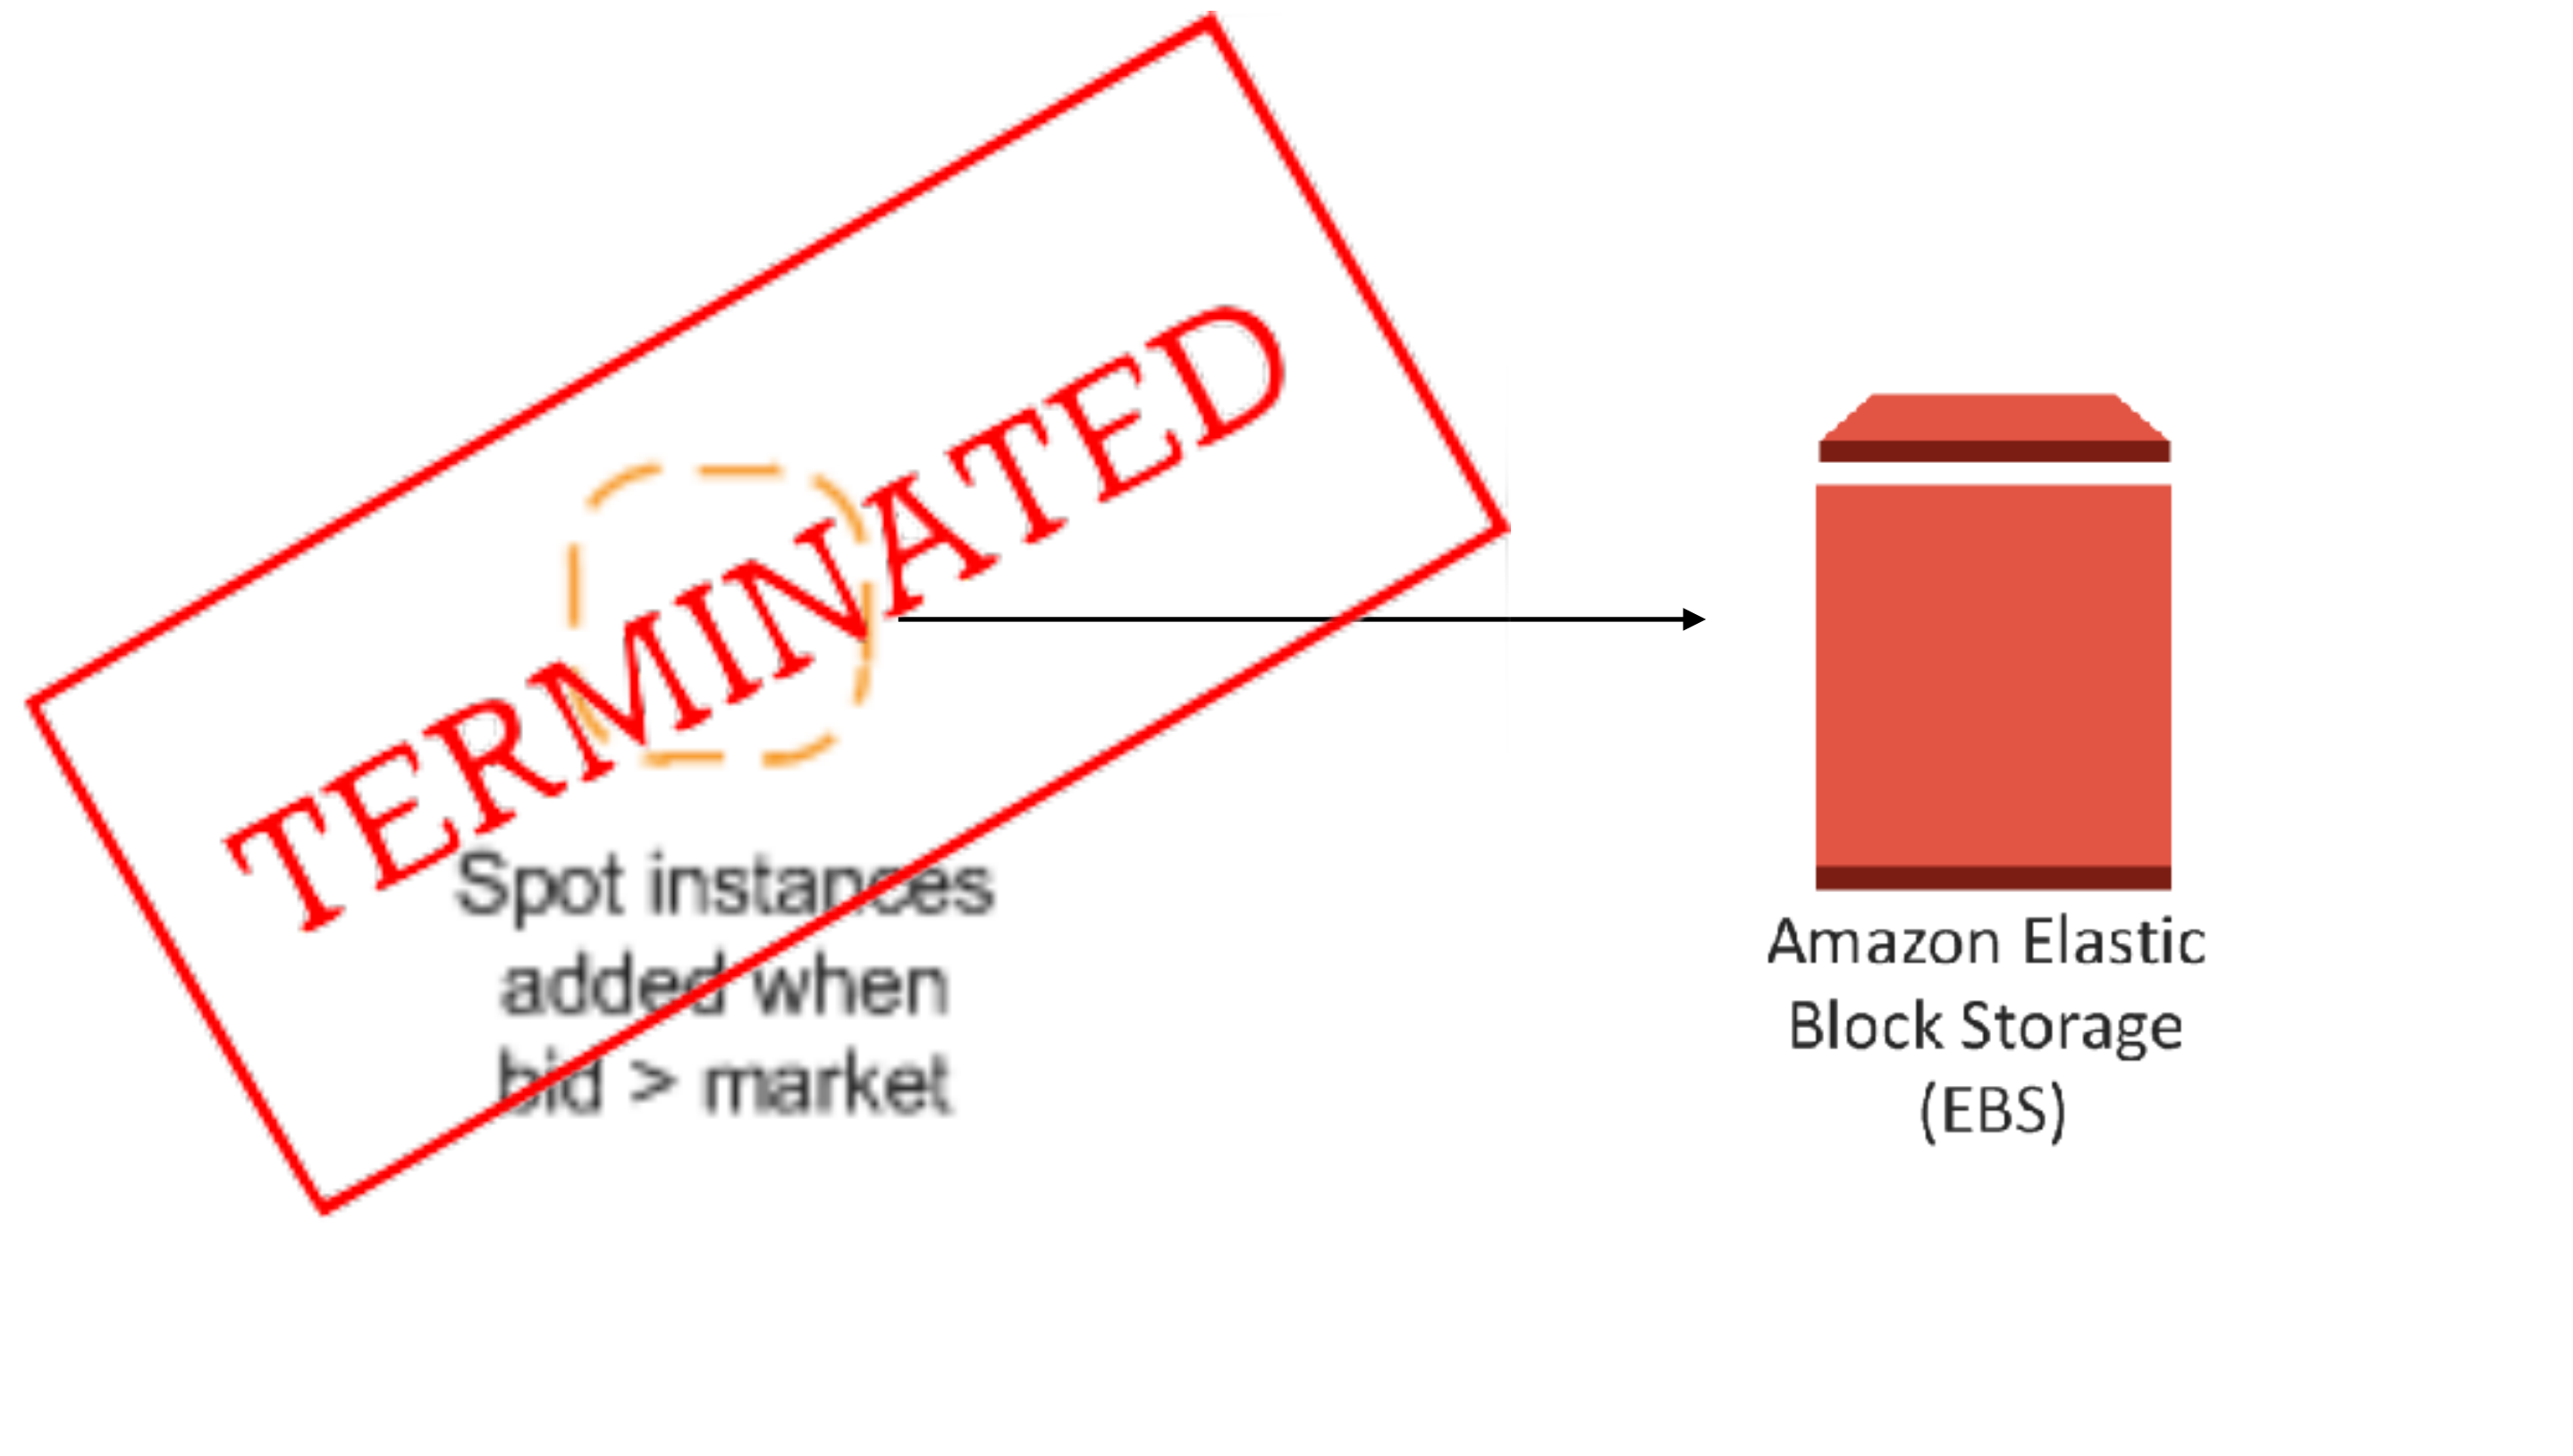 TERMINATED
Spot instances
added when
bid > market
Amazon Elastic
Block Storage
(EBS)